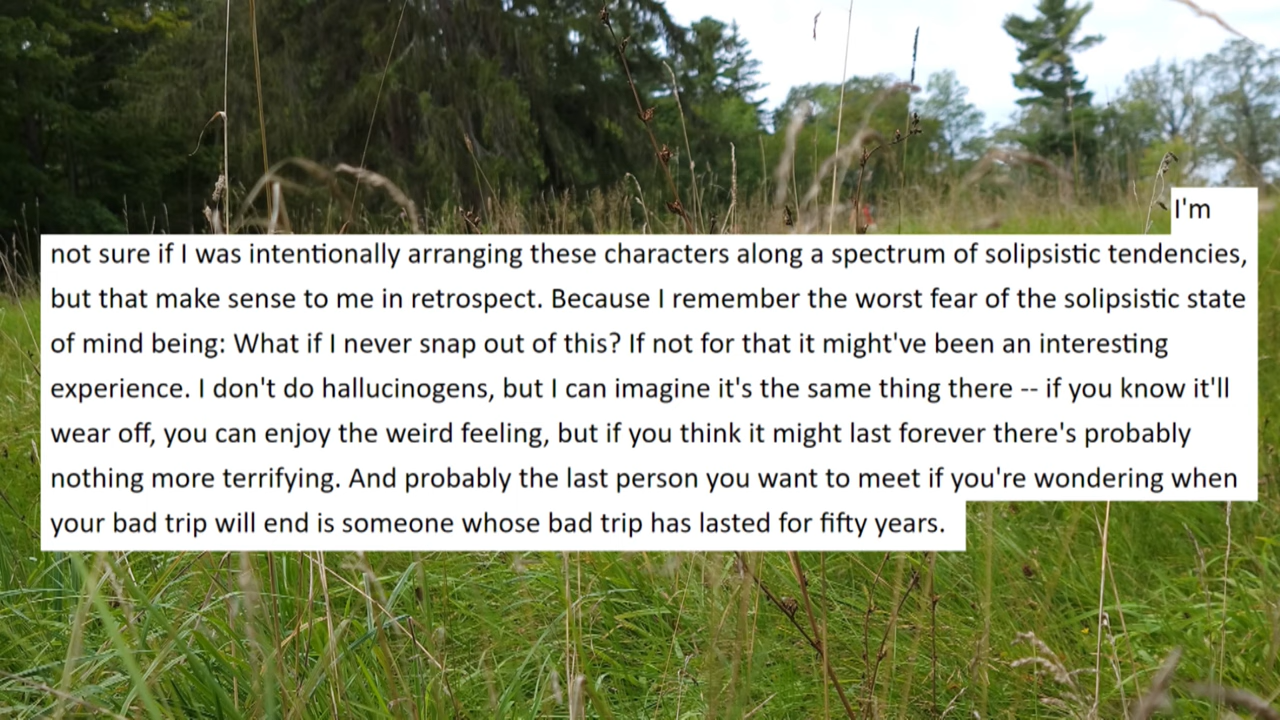 I'm
not sure if I was intentionally arranging these characters along a spectrum of solipsistic tendencies,
but that make sense to me in retrospect. Because I remember the worst fear of the solipsistic state
of mind being: What if I never snap out of this? If not for that it might've been an interesting
experience. I don't do hallucinogens, but I can imagine it's the same thing there -- if you know it'll
wear off, you can enjoy the weird feeling, but if you think it might last forever there's probably
nothing more terrifying. And probably the last person you want to meet if you're wondering when
your bad trip will end is someone whose bad trip has lasted for fifty years.